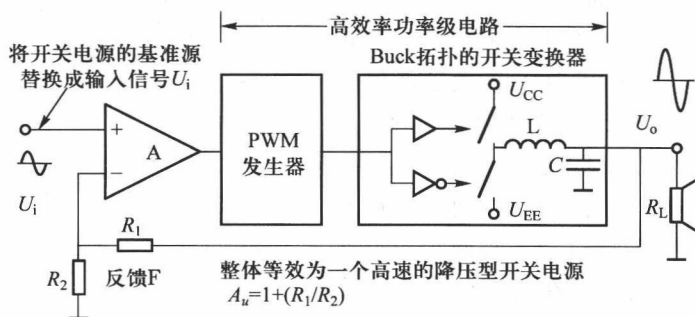 高效率功率级电路
将开关电源的基准源
替换成输入信号Ui
Buck拓扑的开关变换器
UCC
+
A
−
PWM
发生器
L
C
Uo
Ui
UEE
RL
R1
R2
反馈F
整体等效为一个高速的降压型开关电源
Au=1+(R1/R2)